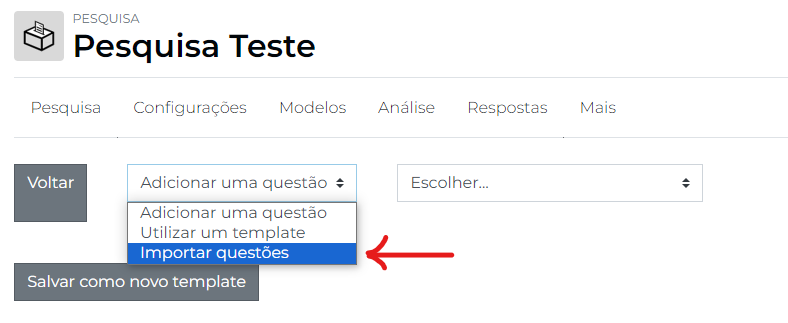 PESQUISA
Pesquisa Teste
Pesquisa Configurações Modelos Análise Respostas Mais
Voltar Adicionar uma questão Escolher...
Adicionar uma questão
Utilizar um template
Importar questões
Salvar como novo template